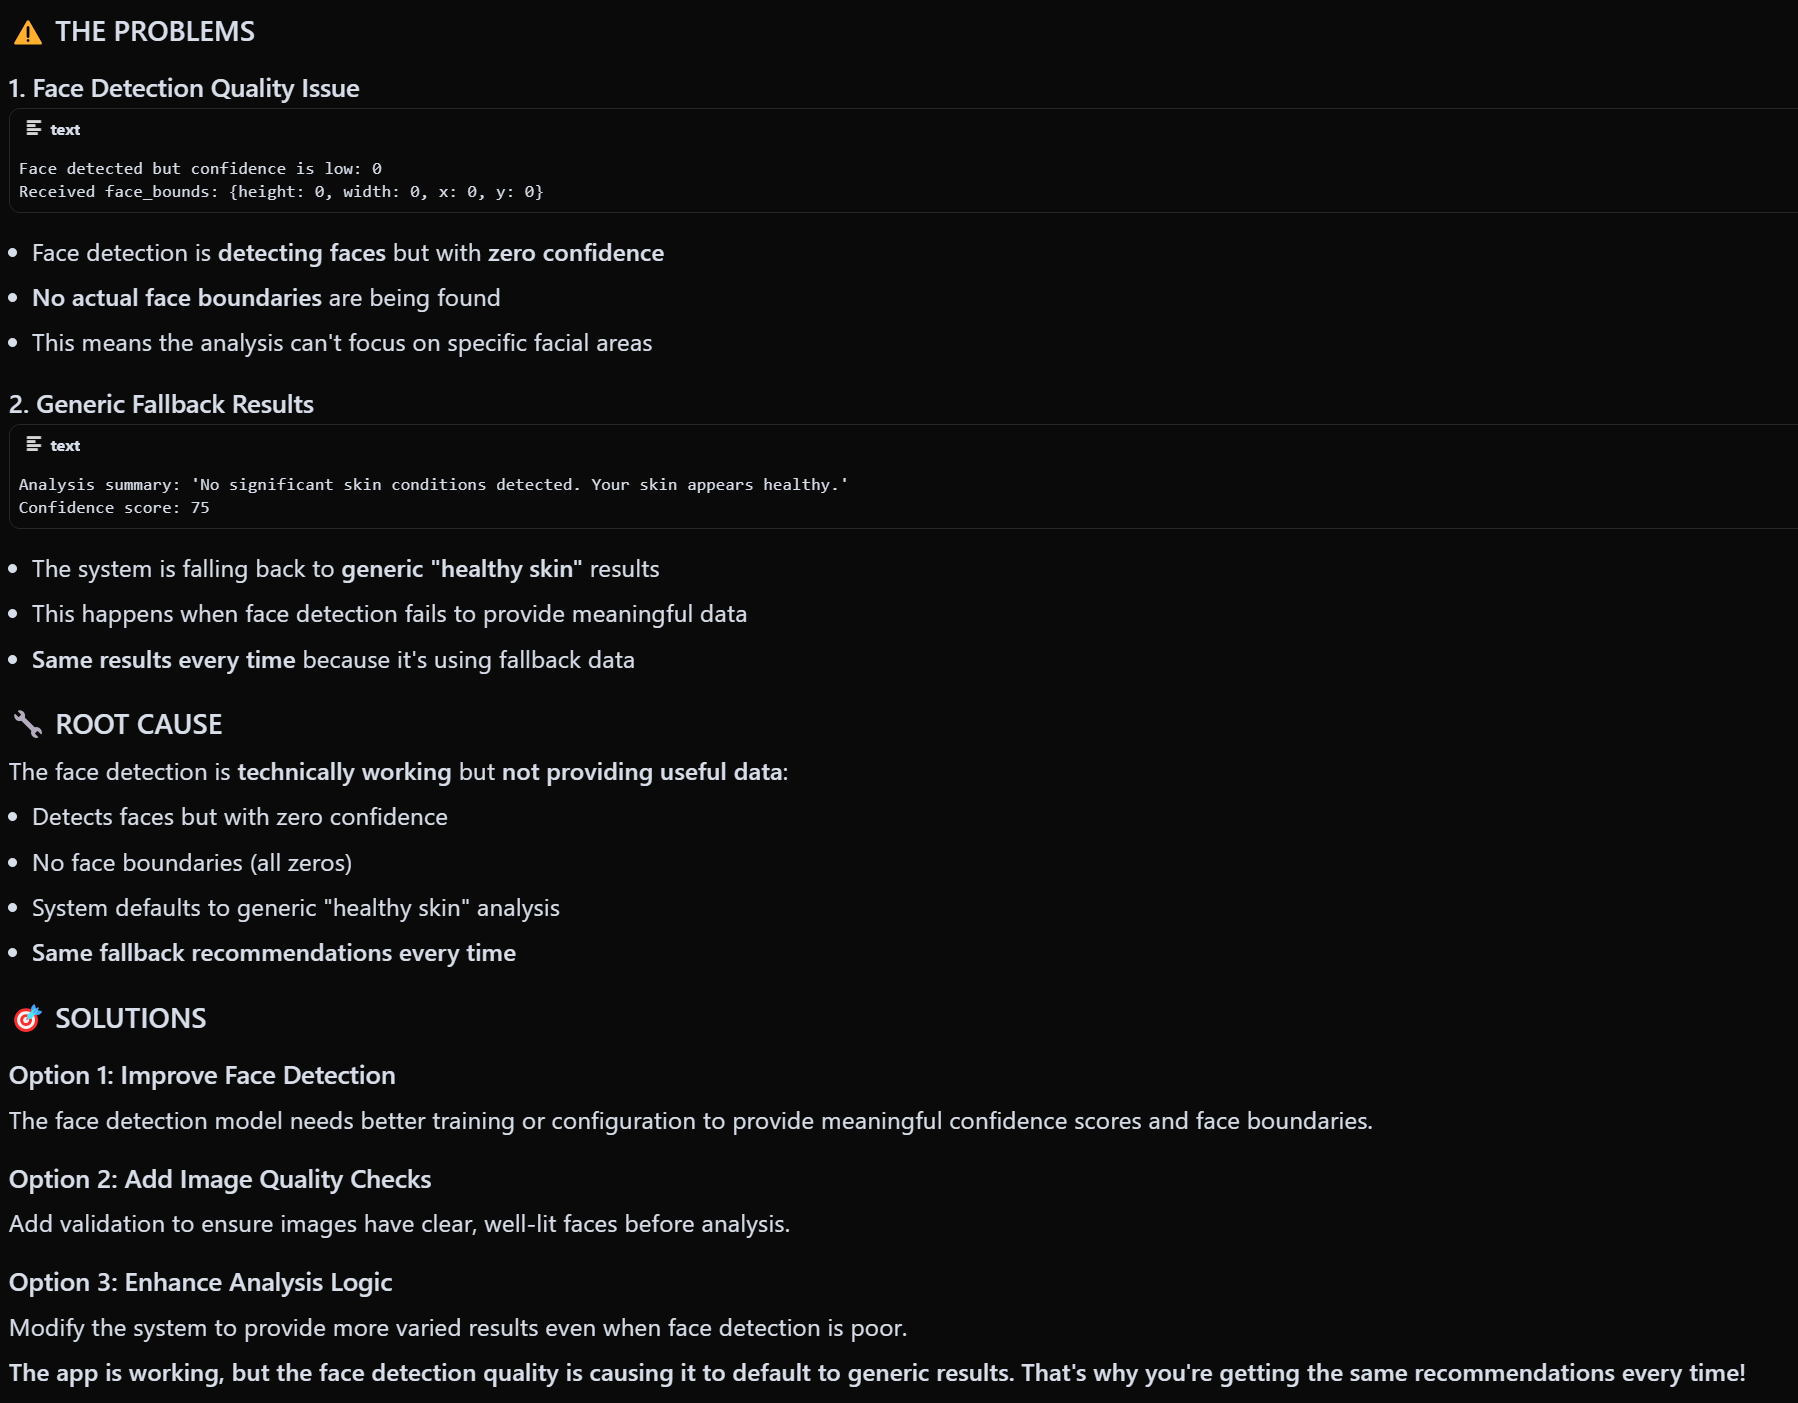 ⚠️ THE PROBLEMS
1. Face Detection Quality Issue
text
Face detected but confidence is low: 0
Received face_bounds: {height: 0, width: 0, x: 0, y: 0}
• Face detection is detecting faces but with zero confidence
• No actual face boundaries are being found
• This means the analysis can't focus on specific facial areas
2. Generic Fallback Results
text
Analysis summary: 'No significant skin conditions detected. Your skin appears healthy.'
Confidence score: 75
• The system is falling back to generic "healthy skin" results
• This happens when face detection fails to provide meaningful data
• Same results every time because it's using fallback data
🔧 ROOT CAUSE
The face detection is technically working but not providing useful data:
• Detects faces but with zero confidence
• No face boundaries (all zeros)
• System defaults to generic "healthy skin" analysis
• Same fallback recommendations every time
🎯 SOLUTIONS
Option 1: Improve Face Detection
The face detection model needs better training or configuration to provide meaningful confidence scores and face boundaries.
Option 2: Add Image Quality Checks
Add validation to ensure images have clear, well-lit faces before analysis.
Option 3: Enhance Analysis Logic
Modify the system to provide more varied results even when face detection is poor.
The app is working, but the face detection quality is causing it to default to generic results. That's why you're getting the same recommendations every time!